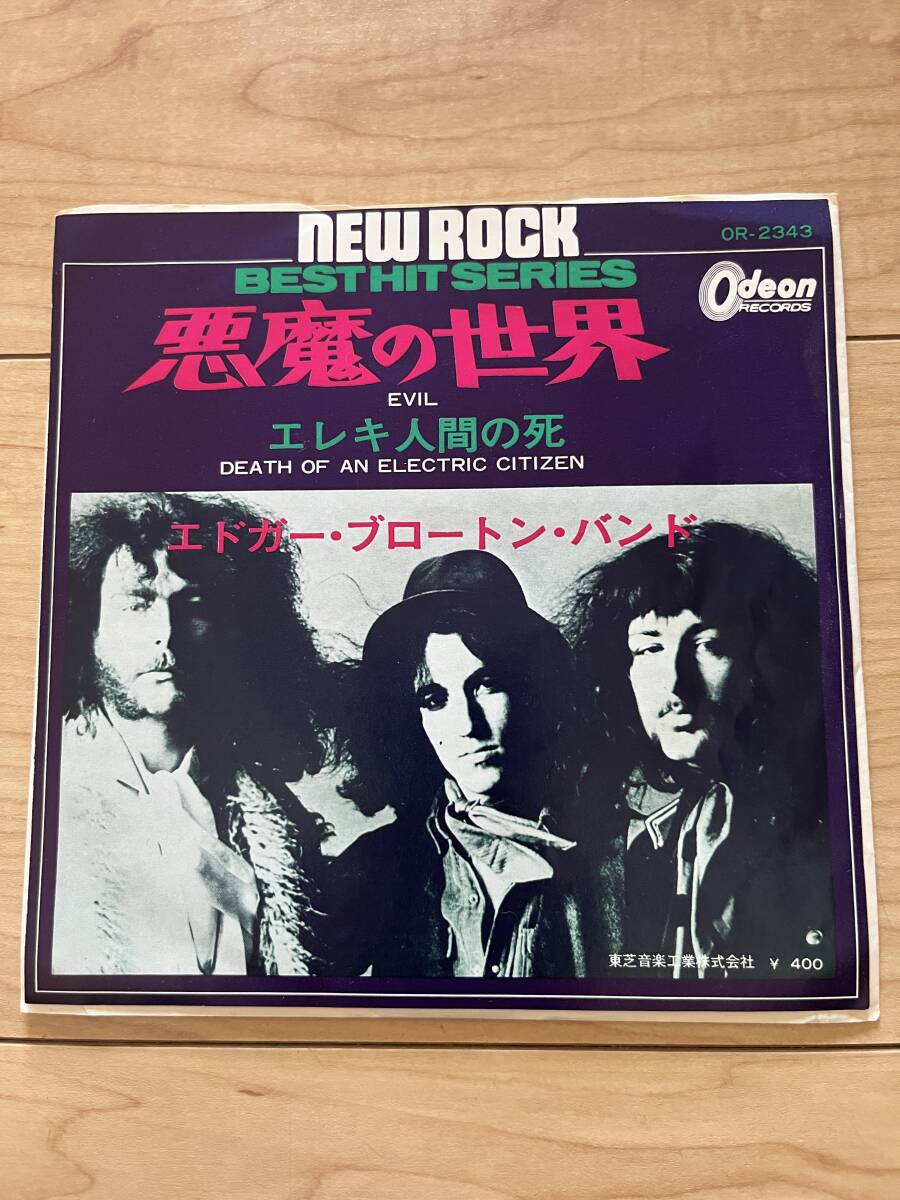 NEW ROCK
OR-2343
BEST HIT SERIES
Odeon
RECORDS
悪魔の世界
EVIL
エレキ人間の死
DEATH OF AN ELECTRIC CITIZEN
エドガー・ブロートン・バンド
東芝音楽工業株式会社 ¥ 400